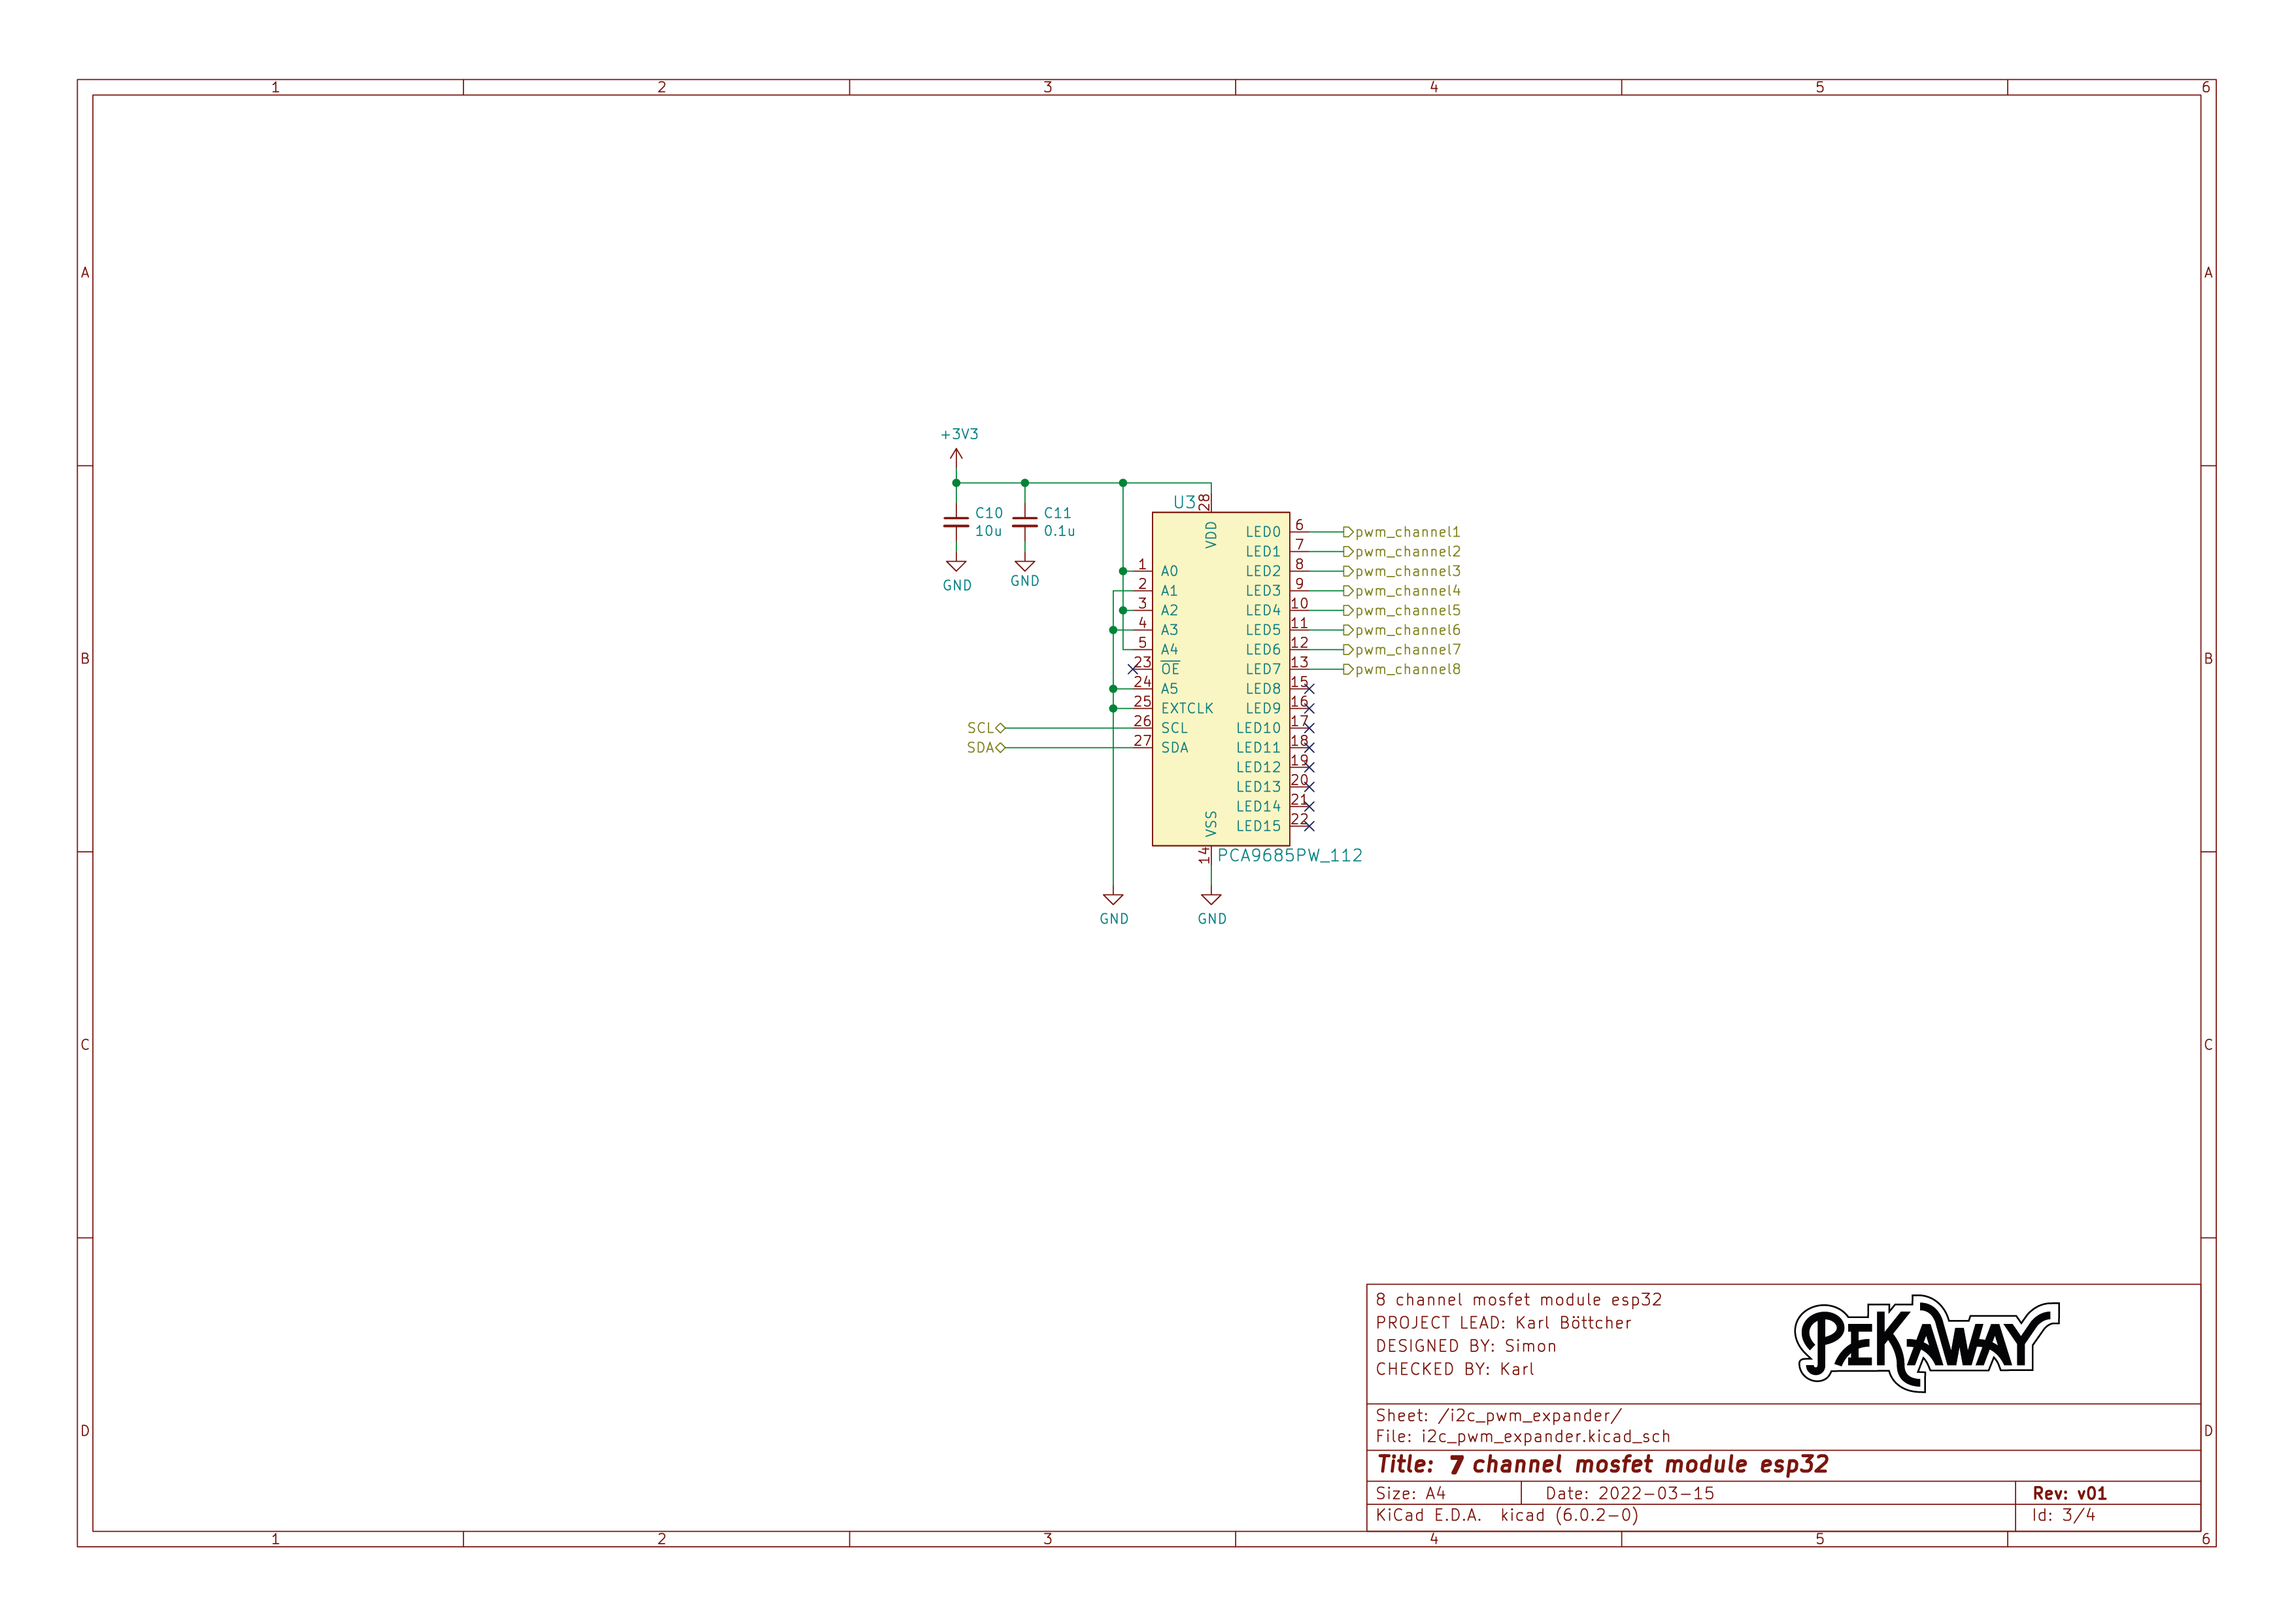 1 2 3 4 5 6
A A
B B
C C
D D
+3V3
C10
10u
GND
C11
0.1u
GND
U3
28
VDD
1 A0
2 A1
3 A2
4 A3
5 A4
23 OE
24 A5
25 EXTCLK
SCL 26 SCL
SDA 27 SDA
LED0 6 pwm_channel1
LED1 7 pwm_channel2
LED2 8 pwm_channel3
LED3 9 pwm_channel4
LED4 10 pwm_channel5
LED5 11 pwm_channel6
LED6 12 pwm_channel7
LED7 13 pwm_channel8
LED8 15
LED9 16
LED10 17
LED11 18
LED12 19
LED13 20
LED14 21
LED15 22
VSS
14
PCA9685PW_112
GND
GND
8 channel mosfet module esp32
PROJECT LEAD: Karl Böttcher
DESIGNED BY: Simon
CHECKED BY: Karl
PEKAWAY
Sheet: /i2c_pwm_expander/
File: i2c_pwm_expander.kicad_sch
Title: 7 channel mosfet module esp32
Size: A4 Date: 2022-03-15 Rev: v01
KiCad E.D.A. kicad (6.0.2-0) Id: 3/4
1 2 3 4 5 6